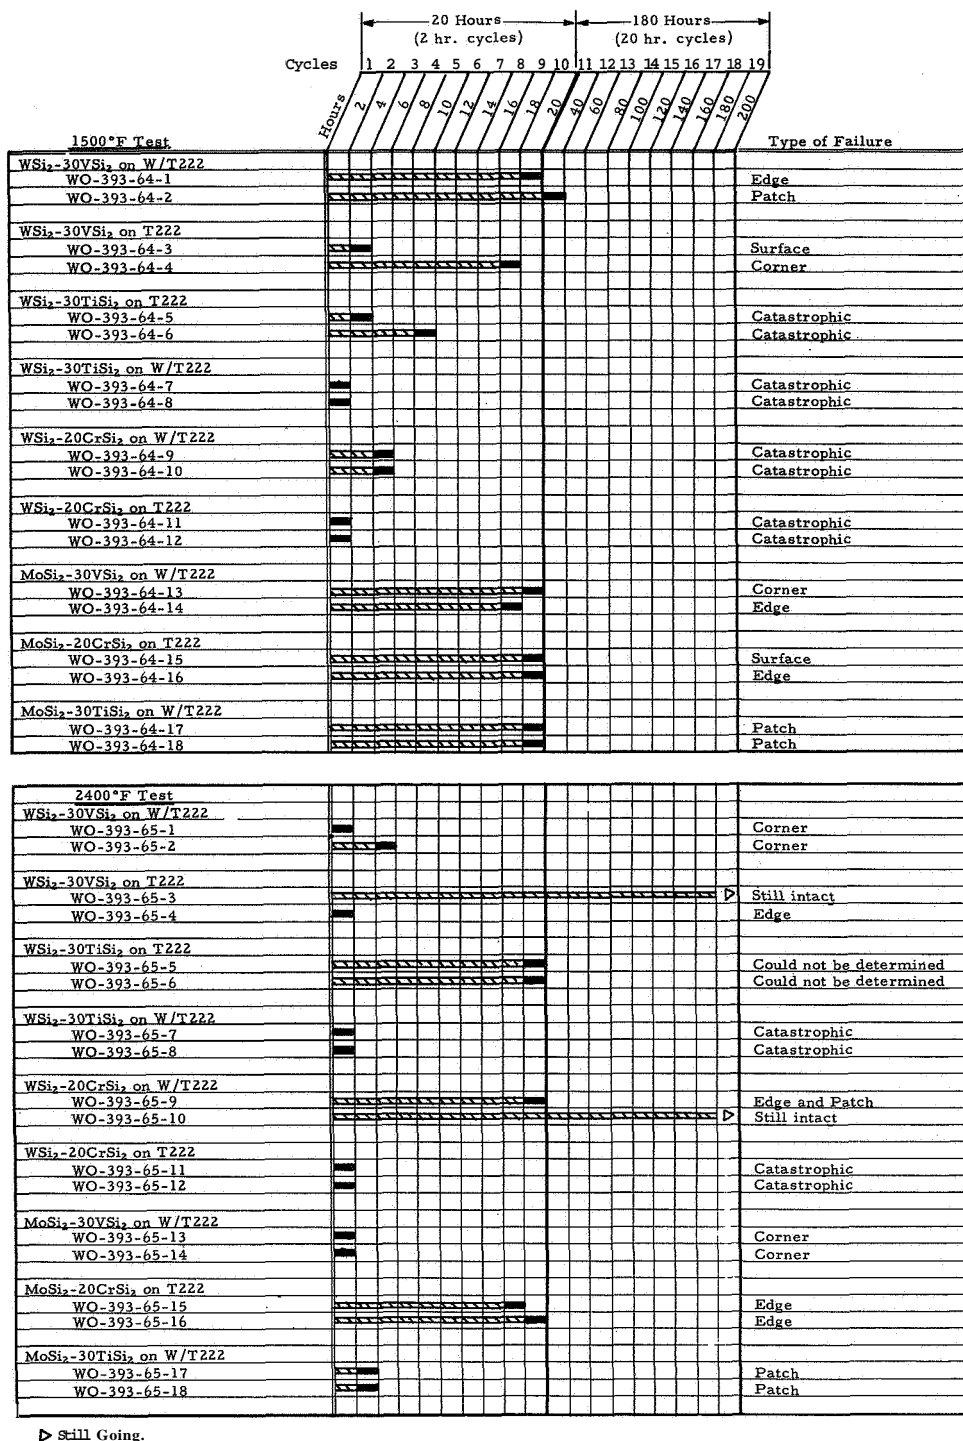 20 Hours 180 Hours
(2 hr. cycles) (20 hr. cycles)
Cycles 1 2 3 4 5 6 7 8 9 10 11 12 13 14 15 16 17 18 19
Hours 2 4 6 8 10 12 14 16 18 20 40 60 80 100 120 140 160 180 200
1500°F Test Type of Failure
WSi₂-30VSi₂ on W/T222
WO-393-64-1 Edge
WO-393-64-2 Patch
WSi₂-30VSi₂ on T222
WO-393-64-3 Surface
WO-393-64-4 Corner
WSi₂-30TiSi₂ on T222
WO-393-64-5 Catastrophic
WO-393-64-6 Catastrophic
WSi₂-30TiSi₂ on W/T222
WO-393-64-7 Catastrophic
WO-393-64-8 Catastrophic
WSi₂-20CrSi₂ on W/T222
WO-393-64-9 Catastrophic
WO-393-64-10 Catastrophic
WSi₂-20CrSi₂ on T222
WO-393-64-11 Catastrophic
WO-393-64-12 Catastrophic
MoSi₂-30VSi₂ on W/T222
WO-393-64-13 Corner
WO-393-64-14 Edge
MoSi₂-20CrSi₂ on T222
WO-393-64-15 Surface
WO-393-64-16 Edge
MoSi₂-30TiSi₂ on W/T222
WO-393-64-17 Patch
WO-393-64-18 Patch
2400°F Test
WSi₂-30VSi₂ on W/T222
WO-393-65-1 Corner
WO-393-65-2 Corner
WSi₂-30VSi₂ on T222
WO-393-65-3 Still intact
WO-393-65-4 Edge
WSi₂-30TiSi₂ on T222
WO-393-65-5 Could not be determined
WO-393-65-6 Could not be determined
WSi₂-30TiSi₂ on W/T222
WO-393-65-7 Catastrophic
WO-393-65-8 Catastrophic
WSi₂-20CrSi₂ on W/T222
WO-393-65-9 Edge and Patch
WO-393-65-10 Still intact
WSi₂-20CrSi₂ on T222
WO-393-65-11 Catastrophic
WO-393-65-12 Catastrophic
MoSi₂-30VSi₂ on W/T222
WO-393-65-13 Corner
WO-393-65-14 Corner
MoSi₂-20CrSi₂ on T222
WO-393-65-15 Edge
WO-393-65-16 Edge
MoSi₂-30TiSi₂ on W/T222
WO-393-65-17 Patch
WO-393-65-18 Patch
Still Going.